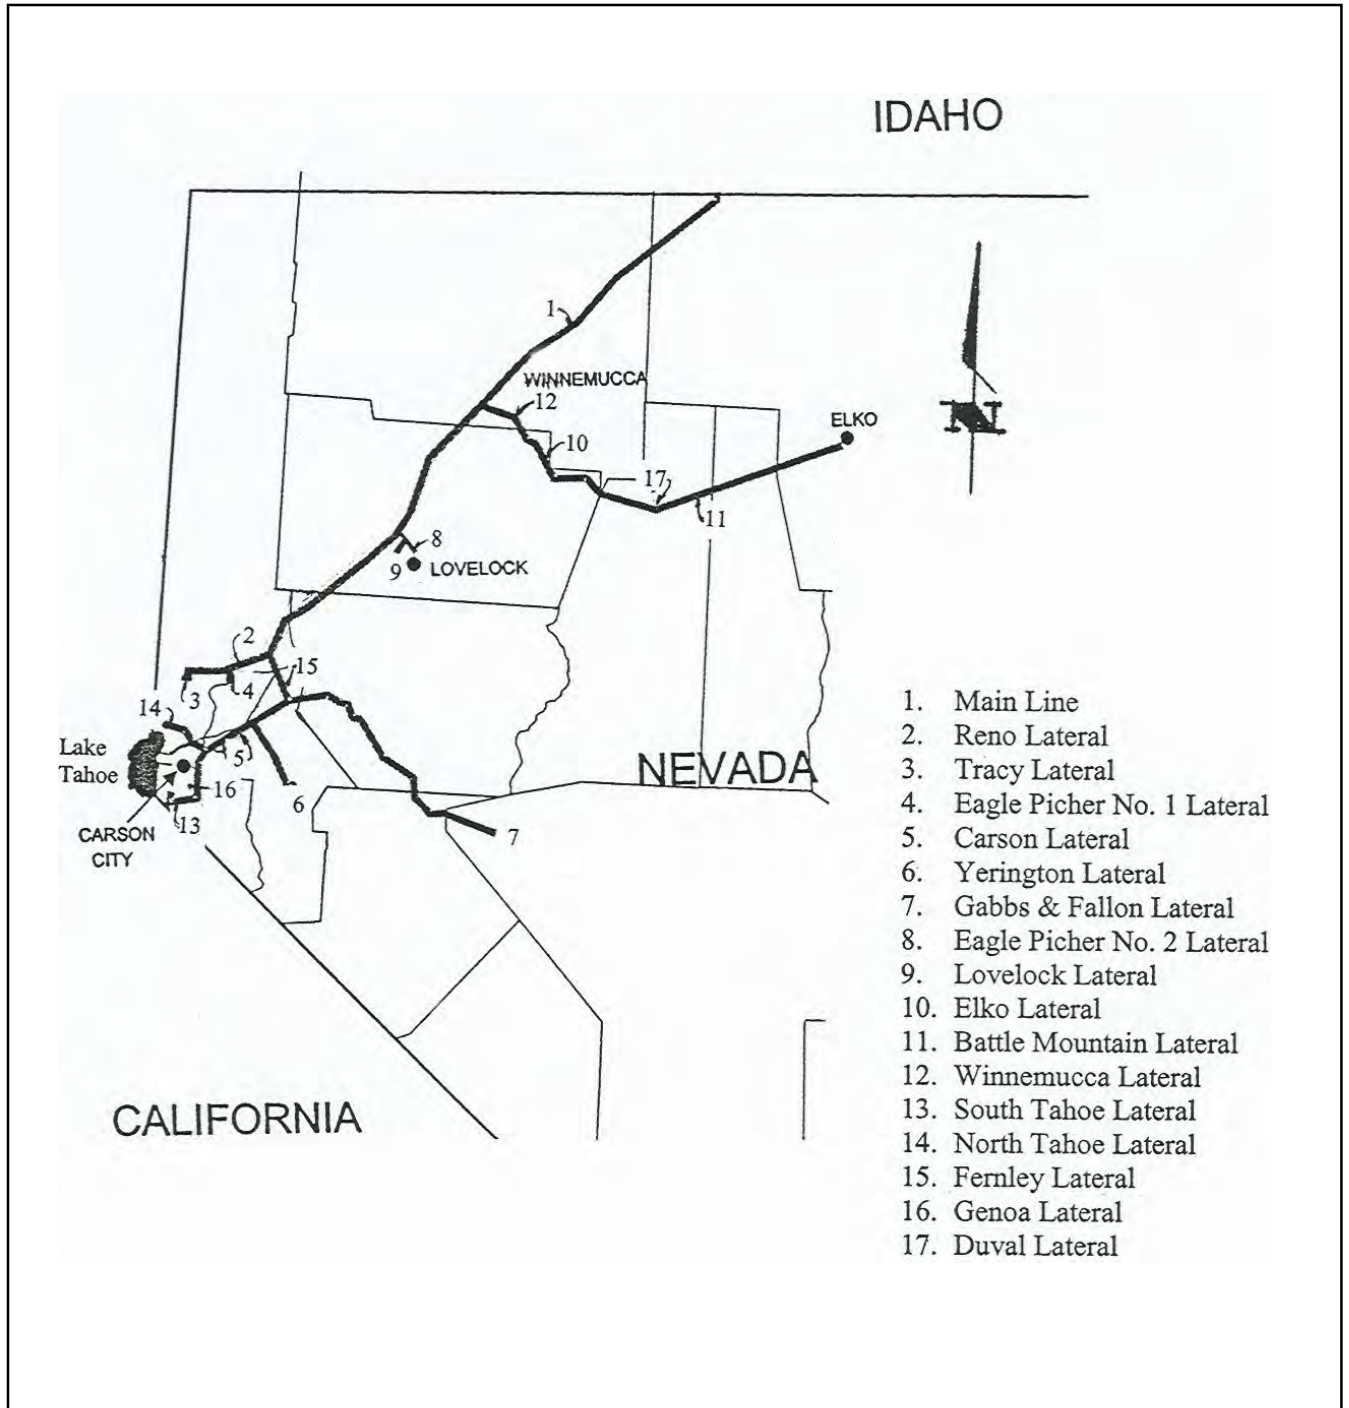 IDAHO
1
WINNEMUCCA
12
ELKO
10
17
11
8
9
LOVELOCK
2
15
3
4
14
Lake
Tahoe
5
NEVADA
16
6
13
CARSON
CITY
7
N
CALIFORNIA
1. Main Line
2. Reno Lateral
3. Tracy Lateral
4. Eagle Picher No. 1 Lateral
5. Carson Lateral
6. Yerington Lateral
7. Gabbs & Fallon Lateral
8. Eagle Picher No. 2 Lateral
9. Lovelock Lateral
10. Elko Lateral
11. Battle Mountain Lateral
12. Winnemucca Lateral
13. South Tahoe Lateral
14. North Tahoe Lateral
15. Fernley Lateral
16. Genoa Lateral
17. Duval Lateral